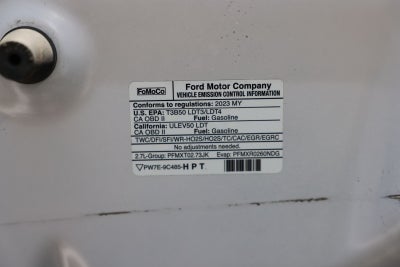 FoMoCo
Ford Motor Company
VEHICLE EMISSION CONTROL INFORMATION
Conforms to regulations: 2023 MY
U.S. EPA: T3B50 LDT3/LDT4
CA OBD II Fuel: Gasoline
California: ULEV50 LDT
CA OBD II Fuel: Gasoline
TWC/DFI/SFI/WR-HO2S/HO2S/TC/CAC/EGR/EGRC
No adjustments needed.
2.7L-Group: PFMXT02.73JK Evap: PFMXR0260NDG
PW7E-9C485-HPT